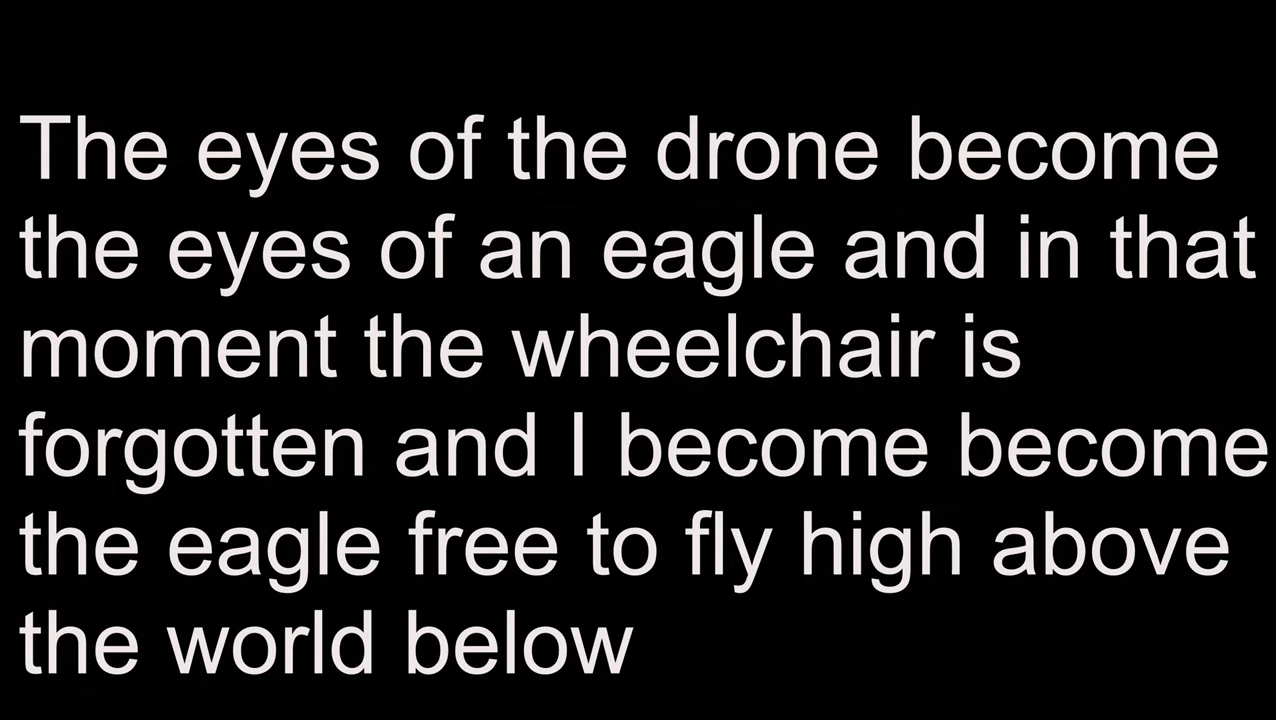 The eyes of the drone become
the eyes of an eagle and in that
moment the wheelchair is
forgotten and I become become
the eagle free to fly high above
the world below